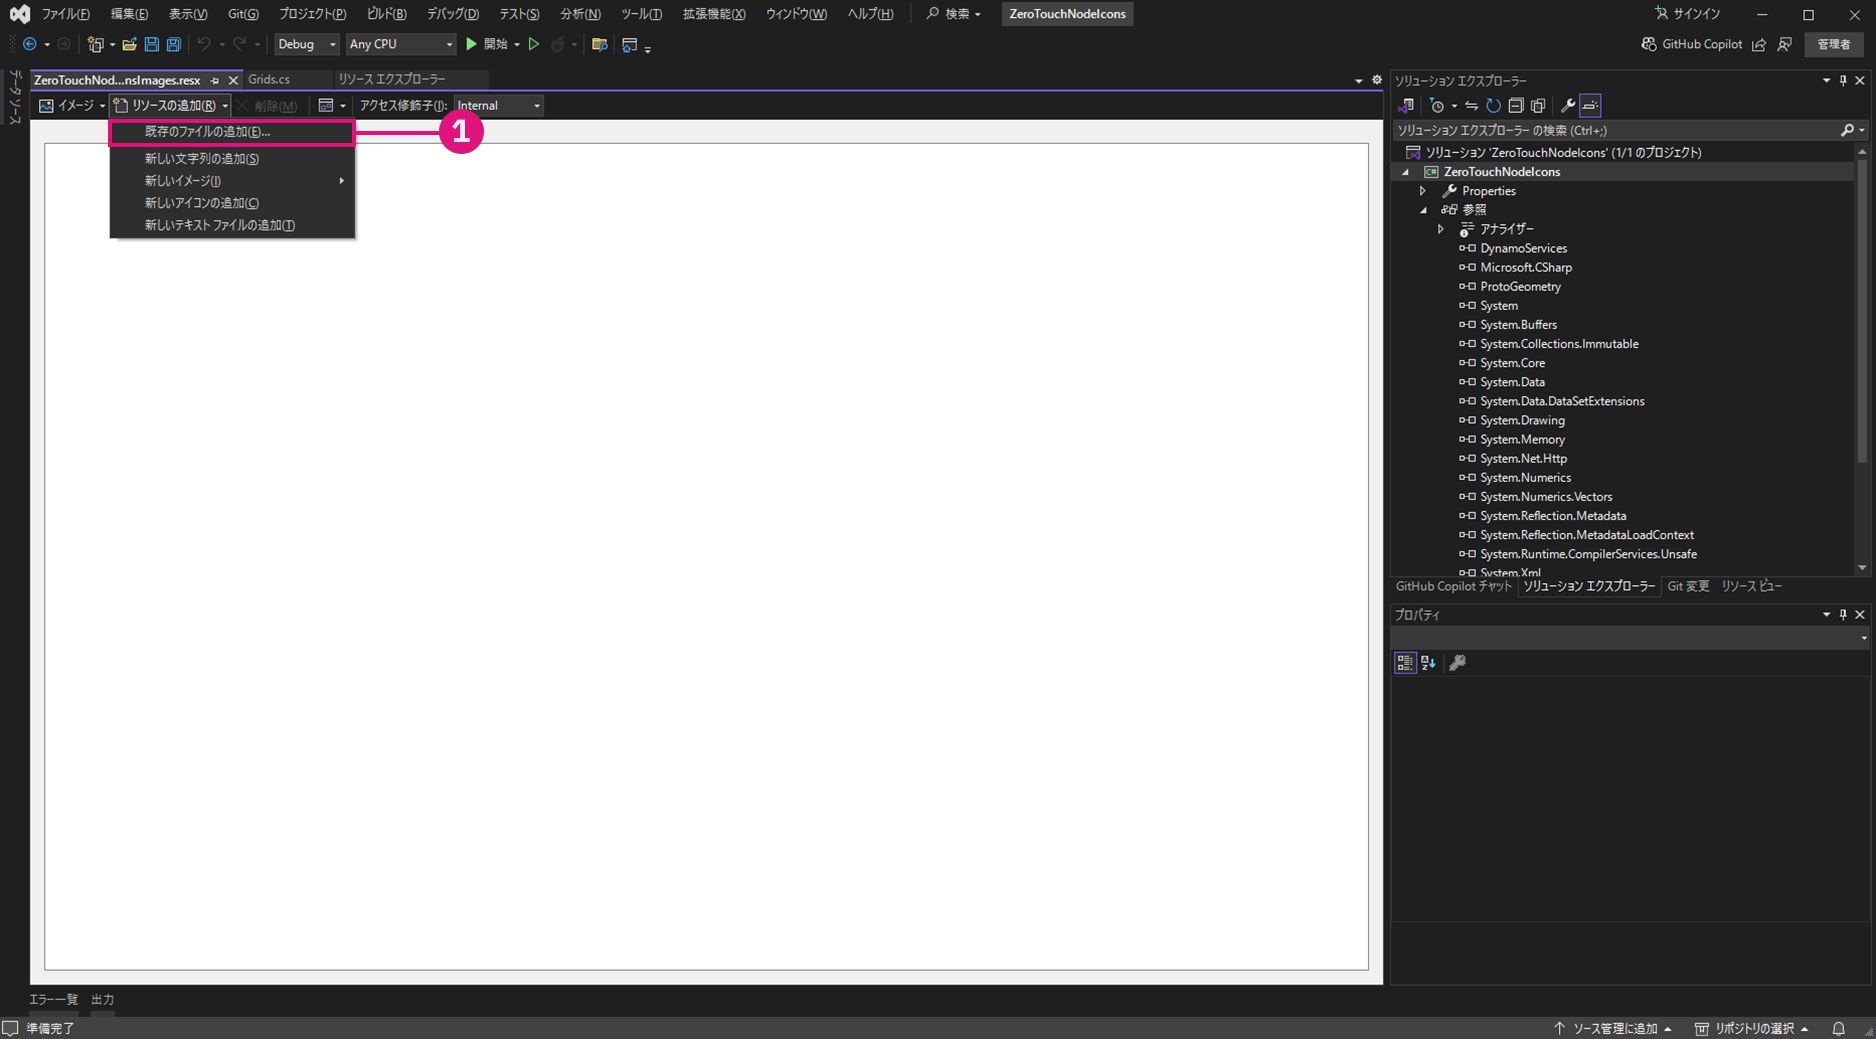 ファイル(F) 編集(E) 表示(V) Git(G) プロジェクト(P) ビルド(B) デバッグ(D) テスト(S) 分析(N) ツール(T) 拡張機能(X) ウィンドウ(W) ヘルプ(H) 検索 ZeroTouchNodeIcons サインイン
Debug Any CPU 開始 GitHub Copilot 管理者
データソース
ZeroTouchNod...nsImages.resx Grids.cs リソース エクスプローラー
イメージ リソースの追加(R) 削除(M) アクセス修飾子(I): Internal
既存のファイルの追加(E)...
1
新しい文字列の追加(S)
新しいイメージ(I)
新しいアイコンの追加(C)
新しいテキスト ファイルの追加(T)
ソリューション エクスプローラー
ソリューション エクスプローラー の検索 (Ctrl+;)
ソリューション 'ZeroTouchNodeIcons' (1/1 のプロジェクト)
C# ZeroTouchNodeIcons
Properties
参照
アナライザー
DynamoServices
Microsoft.CSharp
ProtoGeometry
System
System.Buffers
System.Collections.Immutable
System.Core
System.Data
System.Data.DataSetExtensions
System.Drawing
System.Memory
System.Net.Http
System.Numerics
System.Numerics.Vectors
System.Reflection.Metadata
System.Reflection.MetadataLoadContext
System.Runtime.CompilerServices.Unsafe
System.Xml
GitHub Copilot チャット ソリューション エクスプローラー Git 変更 リソース ビュー
プロパティ
エラー一覧 出力
準備完了 ソース管理に追加 リポジトリの選択